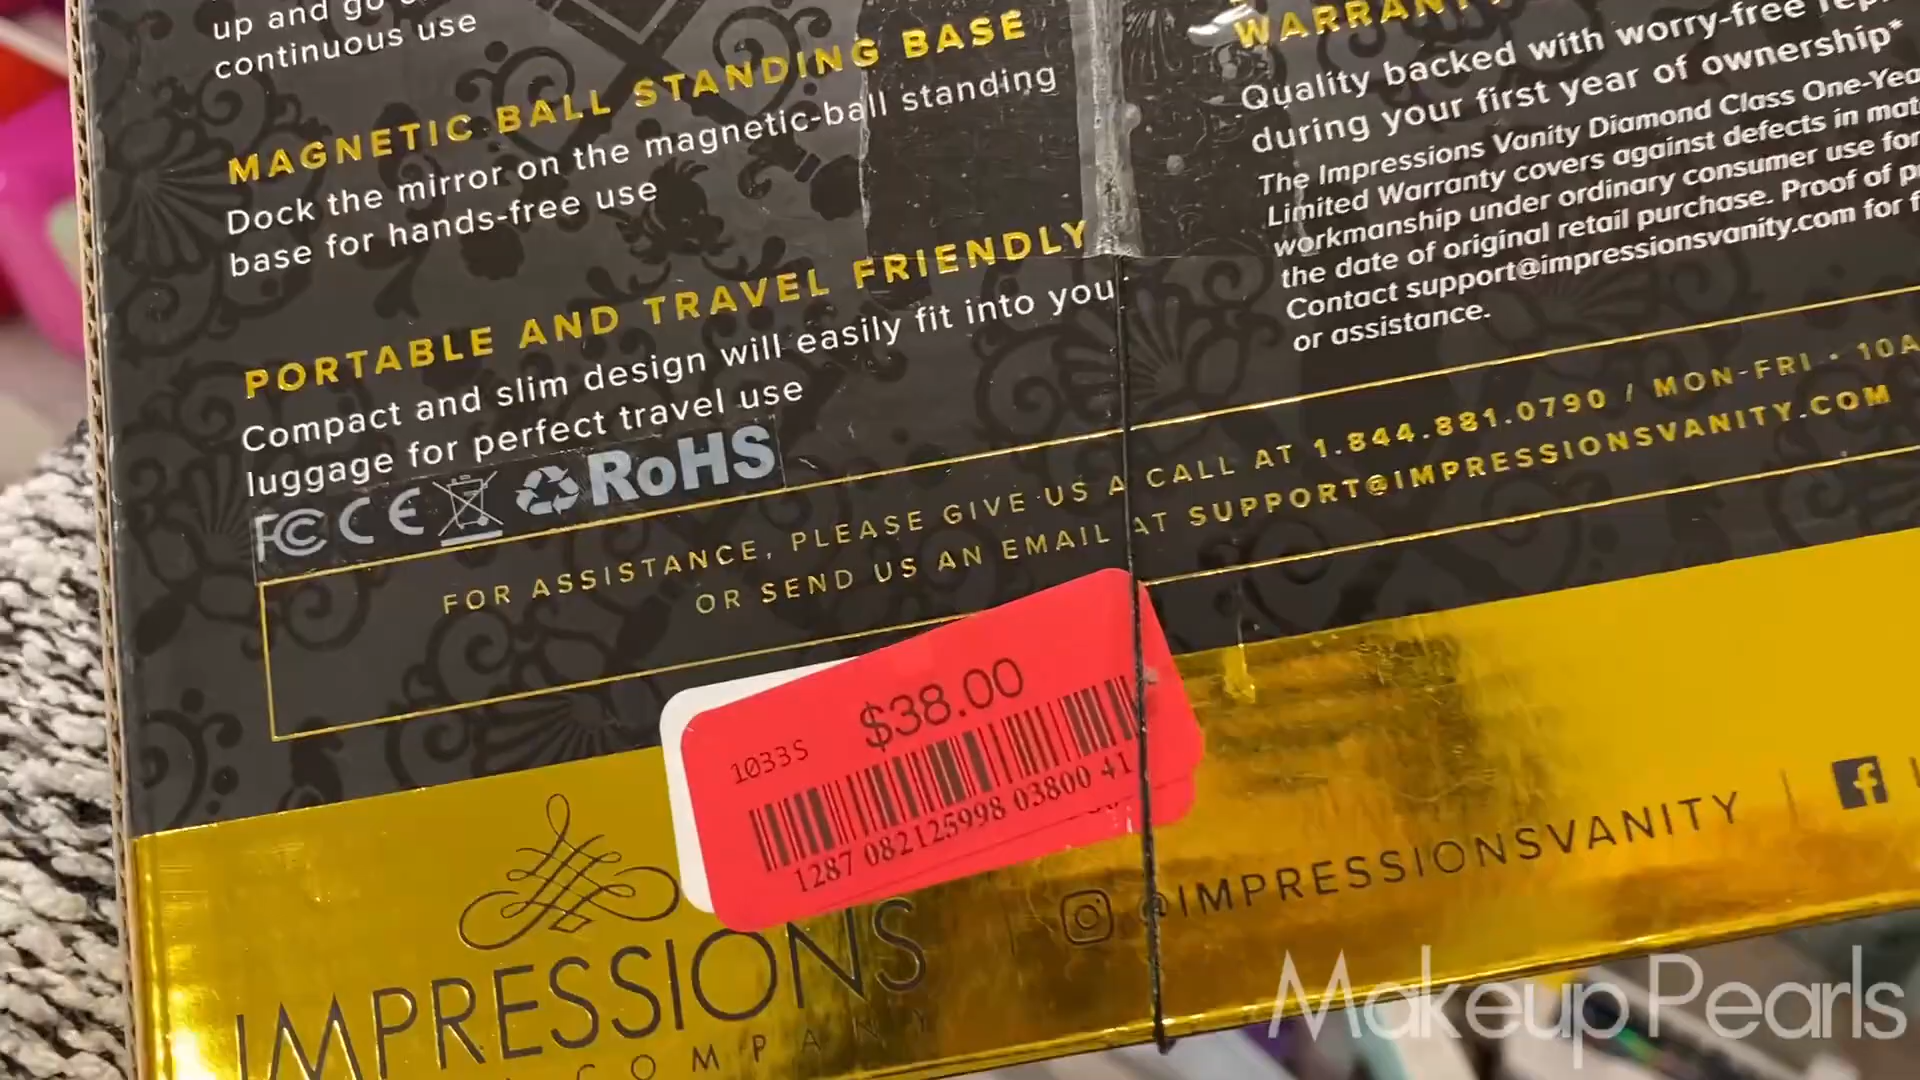 up and go
continuous use
MAGNETIC BALL STANDING BASE
Dock the mirror on the magnetic-ball standing
base for hands-free use
PORTABLE AND TRAVEL FRIENDLY
Compact and slim design will easily fit into you
luggage for perfect travel use
FC CE RoHS
WARRAN
Quality backed with worry-free
during your first year of ownership*
The Impressions Vanity Diamond Class One-Yea
Limited Warranty covers against defects in mat
workmanship under ordinary consumer use for
the date of original retail purchase. Proof of p
Contact support@impressionsvanity.com for f
or assistance.
FOR ASSISTANCE, PLEASE GIVE US A CALL AT 1.844.881.0790 / MON-FRI • 10A
OR SEND US AN EMAIL AT SUPPORT@IMPRESSIONSVANITY.COM
$38.00
1033S
1287 082125998 03800 41
IMPRESSIONS
COMPANY
@IMPRESSIONSVANITY |
Makeup Pearls